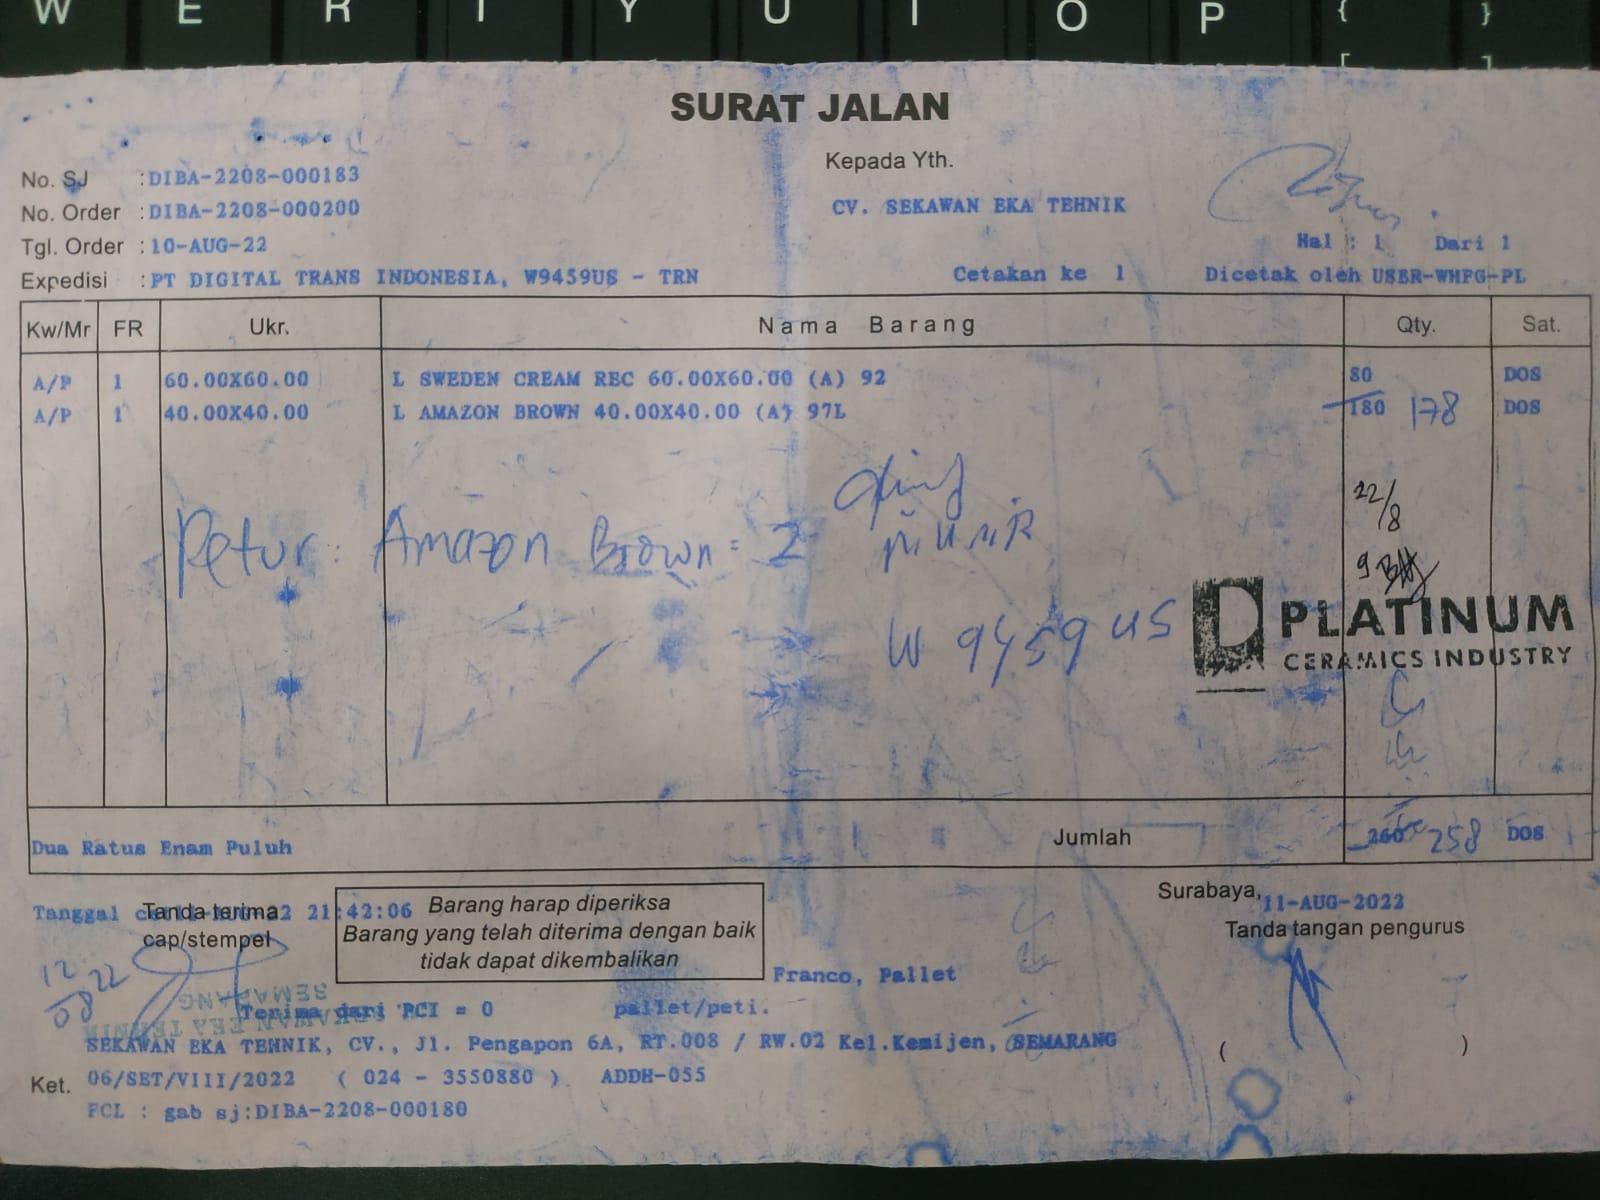 W E R T Y U I O P { [ } ]
SURAT JALAN
No. SJ : DIBA-2208-000183
No. Order : DIBA-2208-000200
Tgl. Order : 10-AUG-22
Expedisi : PT DIGITAL TRANS INDONESIA, W9459US - TRN
Kepada Yth.
CV. SEKAWAN EKA TEHNIK
Hal : 1 Dari 1
Cetakan ke 1 Dicetak oleh USER-WHFG-PL
Kw/Mr FR Ukr. Nama Barang Qty. Sat.
A/P 1 60.00X60.00 L SWEDEN CREAM REC 60.00X60.00 (A) 92 80 DOS
A/P 1 40.00X40.00 L AMAZON BROWN 40.00X40.00 (A) 97L 180 178 DOS
22/8
Retur : Amazon Brown = 2
MUNIR
W 9459 US
PLATINUM
CERAMICS INDUSTRY
Dua Ratus Enam Puluh Jumlah 260 258 DOS
Surabaya, 11-AUG-2022
Tanda tangan pengurus
Tanggal 22 21:42:06
Tanda terima
cap/stempel
Barang harap diperiksa
Barang yang telah diterima dengan baik
tidak dapat dikembalikan
12/08 22
Franco, Pallet
SEMARANG
SEKAWAN EKA TEHNIK
Terima dari PCI = 0 pallet/peti.
SEKAWAN EKA TEHNIK, CV., Jl. Pengapon 6A, RT.008 / RW.02 Kel.Kemijen, SEMARANG
( )
Ket. 06/SET/VIII/2022 ( 024 - 3550880 ) ADDH-055
FCL : gab sj:DIBA-2208-000180